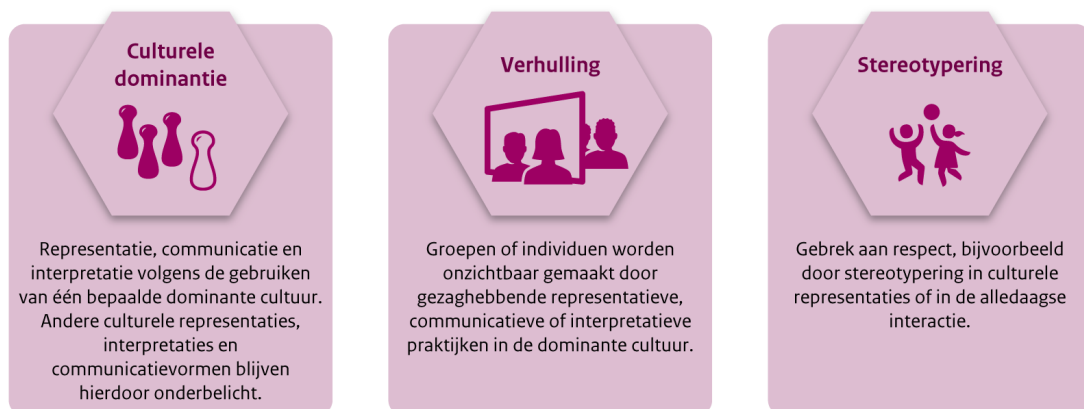 Culturele
dominantie
Representatie, communicatie en
interpretatie volgens de gebruiken
van één bepaalde dominante cultuur.
Andere culturele representaties,
interpretaties en
communicatievormen blijven
hierdoor onderbelicht.
Verhulling
Groepen of individuen worden
onzichtbaar gemaakt door
gezaghebbende representatieve,
communicatieve of interpretatieve
praktijken in de dominante cultuur.
Stereotypering
Gebrek aan respect, bijvoorbeeld
door stereotypering in culturele
representaties of in de alledaagse
interactie.